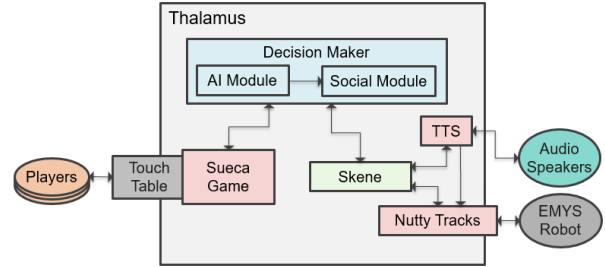 Thalamus
Decision Maker
AI Module
Social Module
TTS
Audio
Speakers
Players
Touch
Table
Sueca
Game
Skene
Nutty Tracks
EMYS
Robot